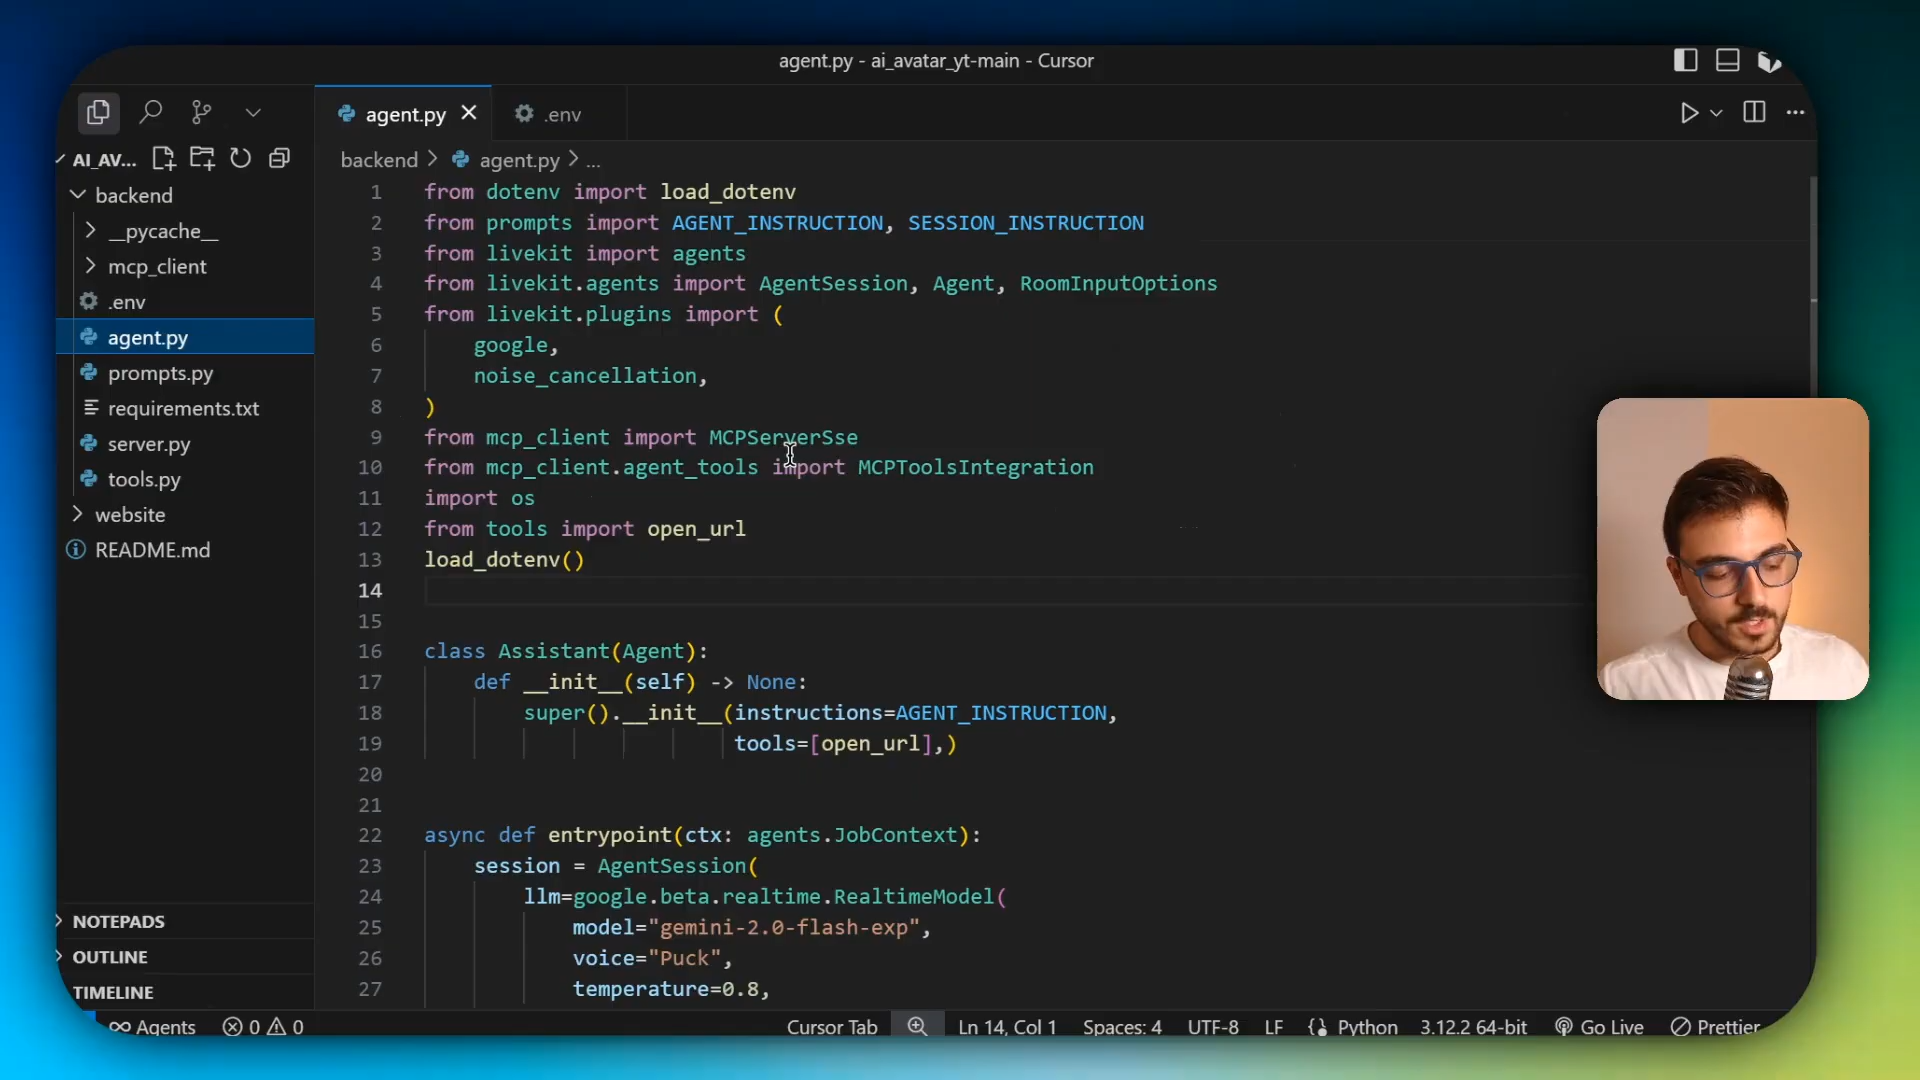 agent.py - ai_avatar_yt-main - Cursor
agent.py
.env
AI_AV...
backend
__pycache__
mcp_client
.env
agent.py
prompts.py
requirements.txt
server.py
tools.py
website
README.md
NOTEPADS
OUTLINE
TIMELINE
backend > agent.py > ...
1 from dotenv import load_dotenv
2 from prompts import AGENT_INSTRUCTION, SESSION_INSTRUCTION
3 from livekit import agents
4 from livekit.agents import AgentSession, Agent, RoomInputOptions
5 from livekit.plugins import (
6 google,
7 noise_cancellation,
8 )
9 from mcp_client import MCPServerSse
10 from mcp_client.agent_tools import MCPToolsIntegration
11 import os
12 from tools import open_url
13 load_dotenv()
14
15
16 class Assistant(Agent):
17 def __init__(self) -> None:
18 super().__init__(instructions=AGENT_INSTRUCTION,
19 tools=[open_url],)
20
21
22 async def entrypoint(ctx: agents.JobContext):
23 session = AgentSession(
24 llm=google.beta.realtime.RealtimeModel(
25 model="gemini-2.0-flash-exp",
26 voice="Puck",
27 temperature=0.8,
Agents 0 0 Cursor Tab Ln 14, Col 1 Spaces: 4 UTF-8 LF Python 3.12.2 64-bit Go Live Prettier